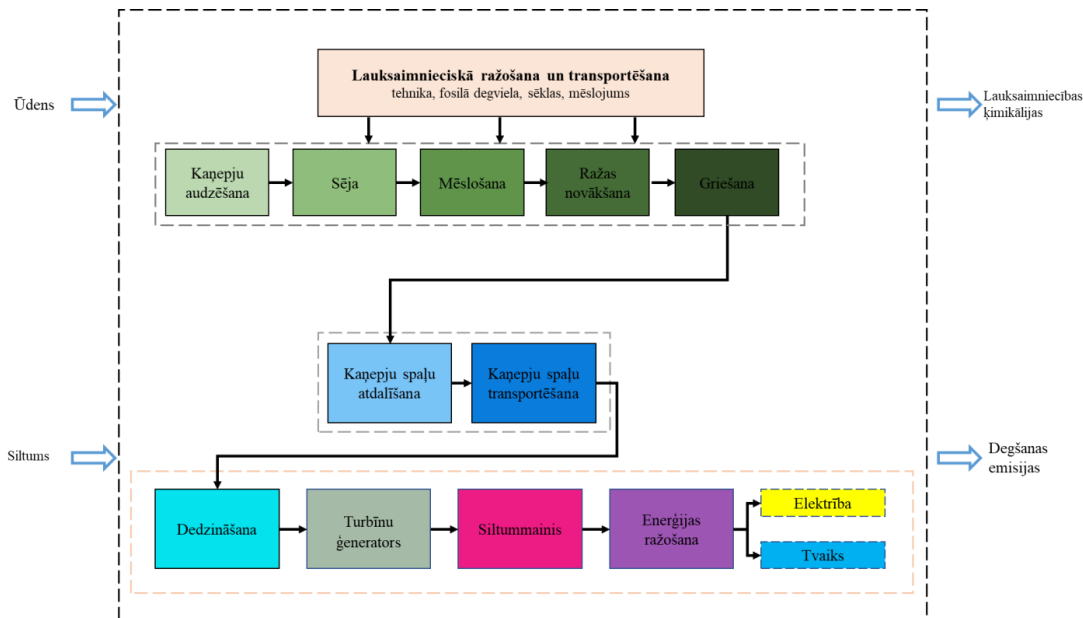 Lauksaimnieciskā ražošana un transportēšana
tehnika, fosilā degviela, sēklas, mēslojums
Ūdens
Lauksaimniecības
ķimikālijas
Kaņepju
audzēšana
Sēja
Mēslošana
Ražas
novākšana
Griešana
Kaņepju spaļu
atdalīšana
Kaņepju spaļu
transportēšana
Siltums
Degšanas
emisijas
Dedzināšana
Turbīnu
ģenerators
Siltummainis
Enerģijas
ražošana
Elektrība
Tvaiks